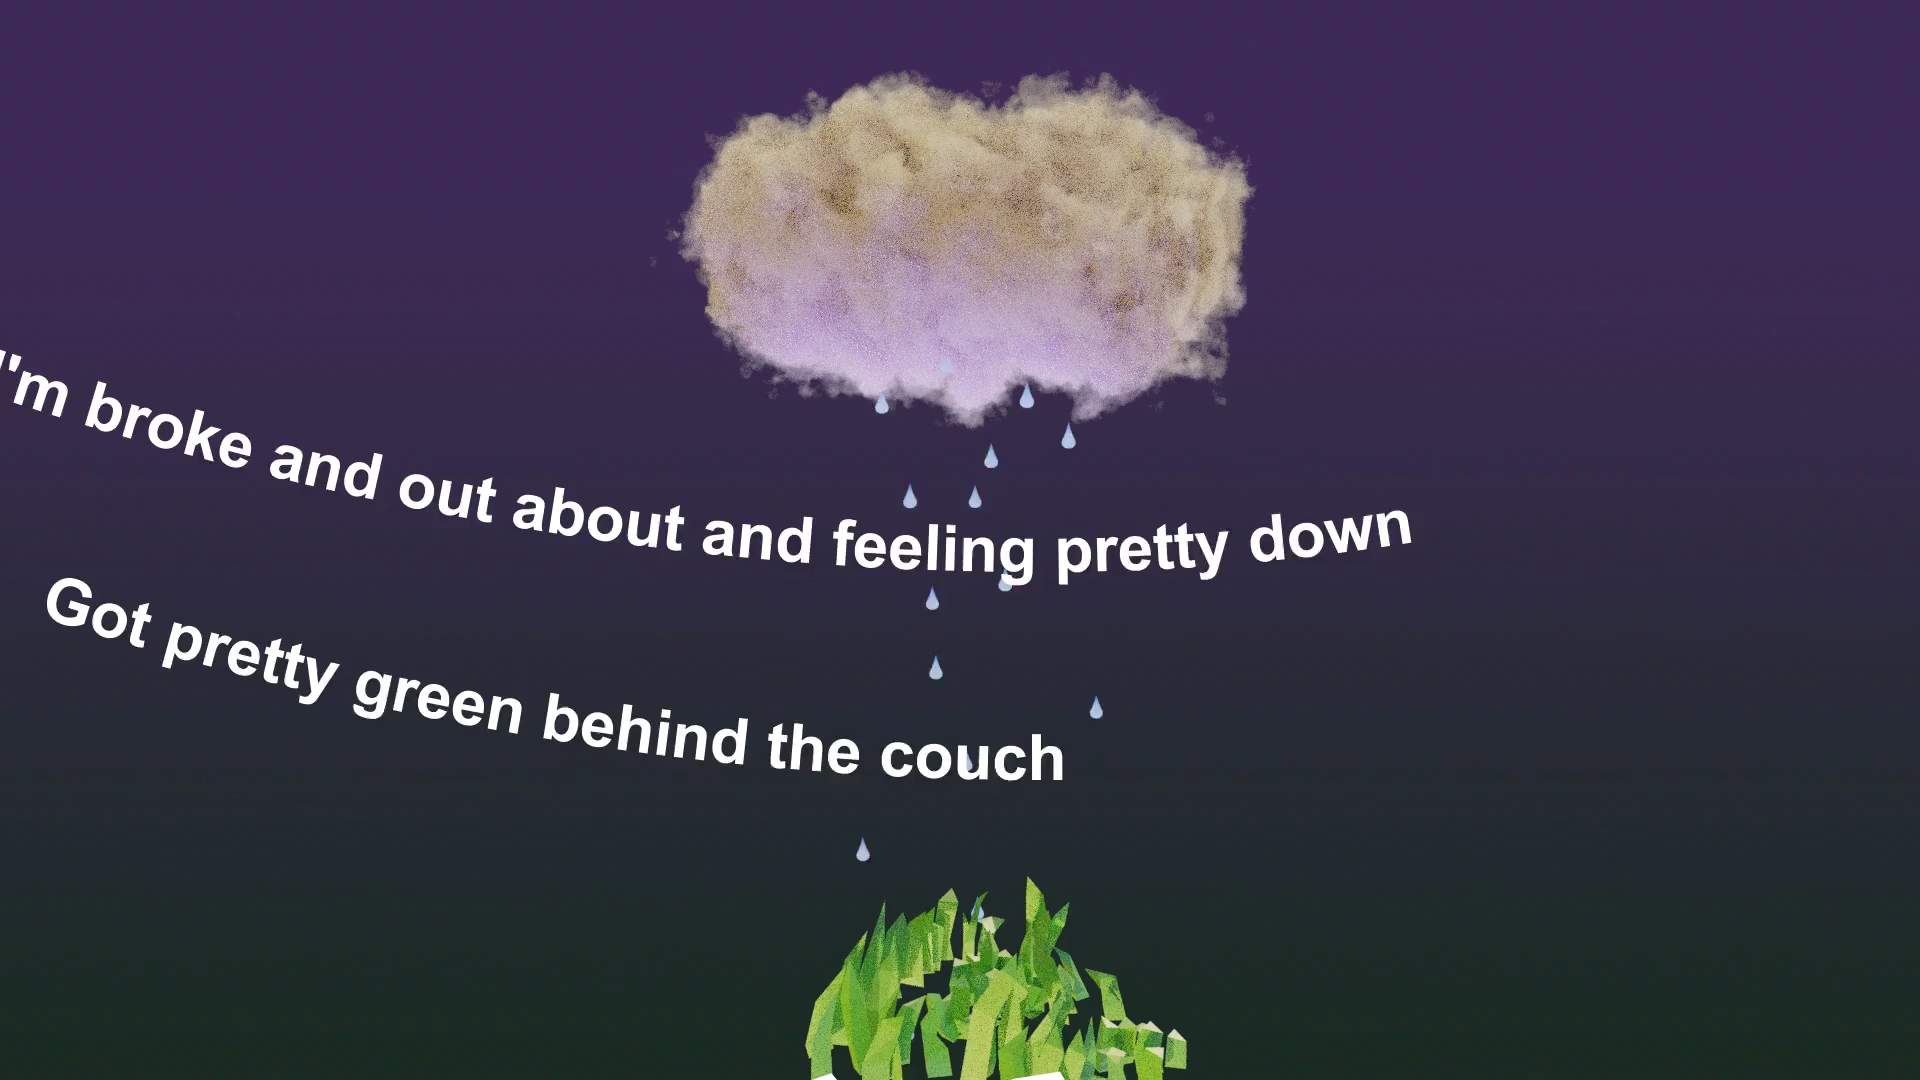 I'm broke and out about and feeling pretty down
Got pretty green behind the couch